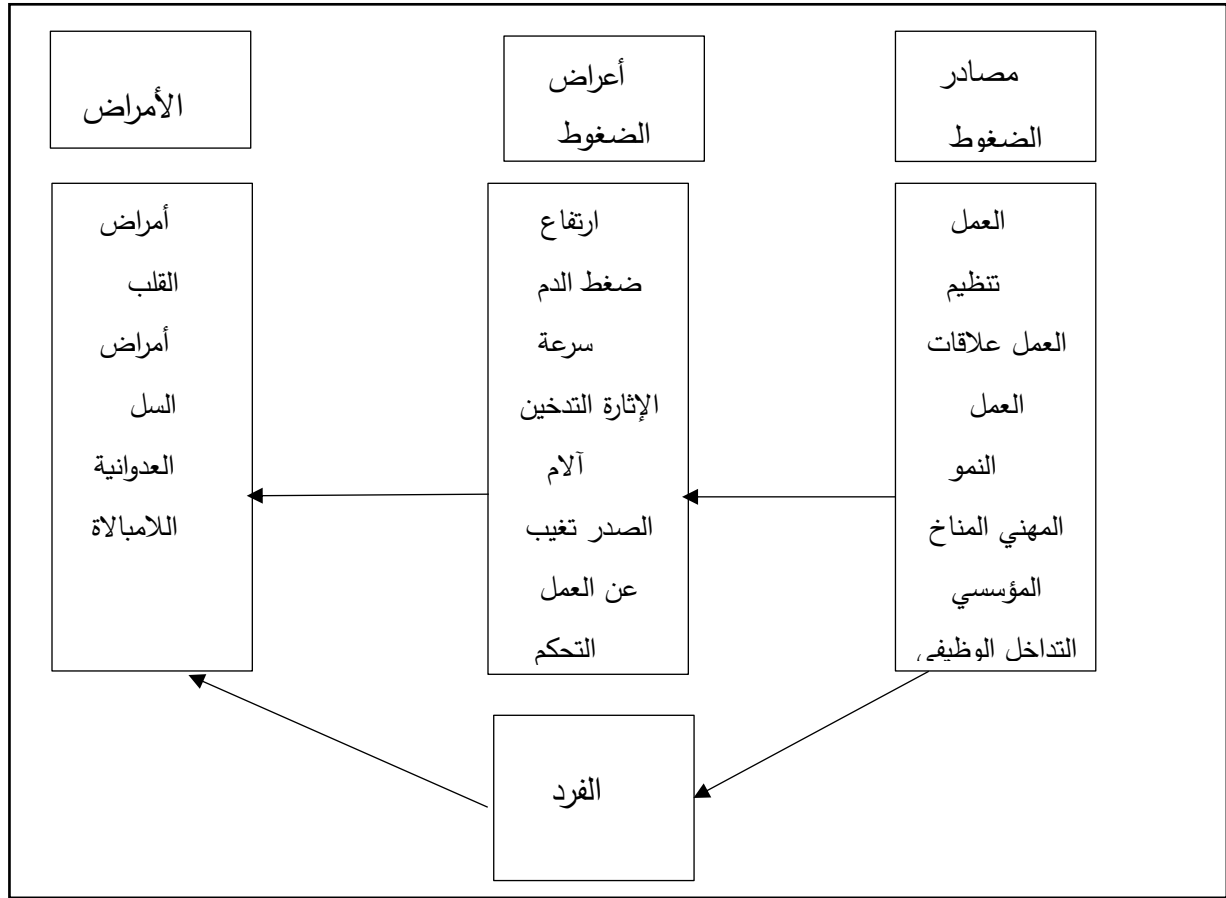 مصادر
الضغوط
أعراض
الضغوط
الأمراض
العمل
تنظيم
العمل علاقات
العمل
النمو
المهني المناخ
المؤسسي
التداخل الوظيفي
ارتفاع
ضغط الدم
سرعة
الإثارة التدخين
آلام
الصدر تغيب
عن العمل
التحكم
أمراض
القلب
أمراض
السل
العدوانية
اللامبالاة
الفرد